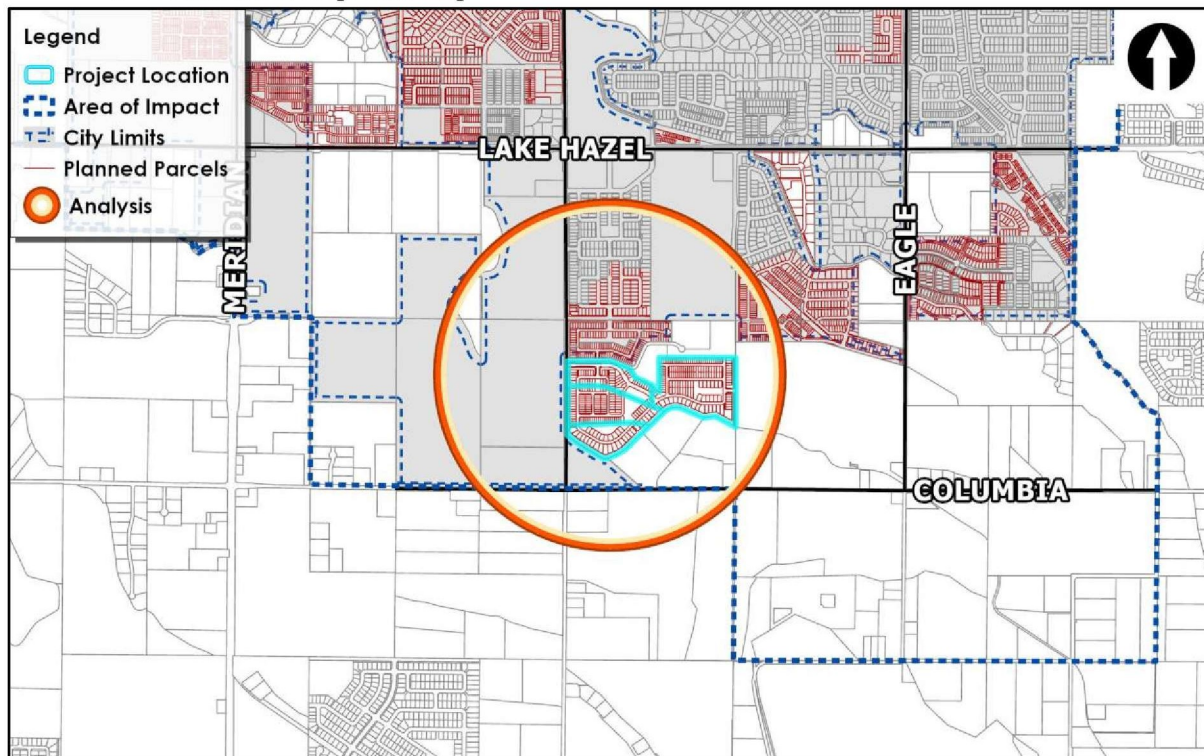 Legend
Project Location
Area of Impact
City Limits
Planned Parcels
Analysis
LAKE HAZEL
MERIDIAN
EAGLE
COLUMBIA